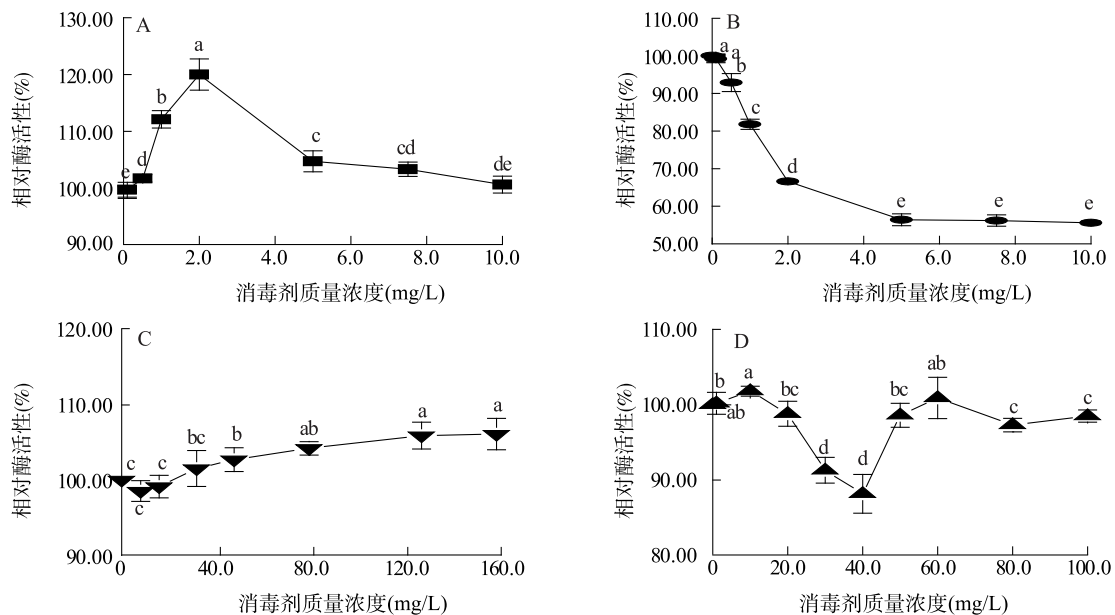 A
130.00
120.00
110.00
100.00
90.00
相对酶活性(%)
e
d
b
a
c
cd
de
0
2.0
4.0
6.0
8.0
10.0
消毒剂质量浓度(mg/L)
B
110.00
100.00
90.00
80.00
70.00
60.00
50.00
相对酶活性(%)
a
a
b
c
d
e
e
e
0
2.0
4.0
6.0
8.0
10.0
消毒剂质量浓度(mg/L)
C
120.00
110.00
100.00
90.00
相对酶活性(%)
c
c
c
bc
b
ab
a
a
0
40.0
80.0
120.0
160.0
消毒剂质量浓度(mg/L)
D
110.00
100.00
90.00
80.00
相对酶活性(%)
b
ab
a
bc
d
d
bc
ab
c
c
0
20.0
40.0
60.0
80.0
100.0
消毒剂质量浓度(mg/L)